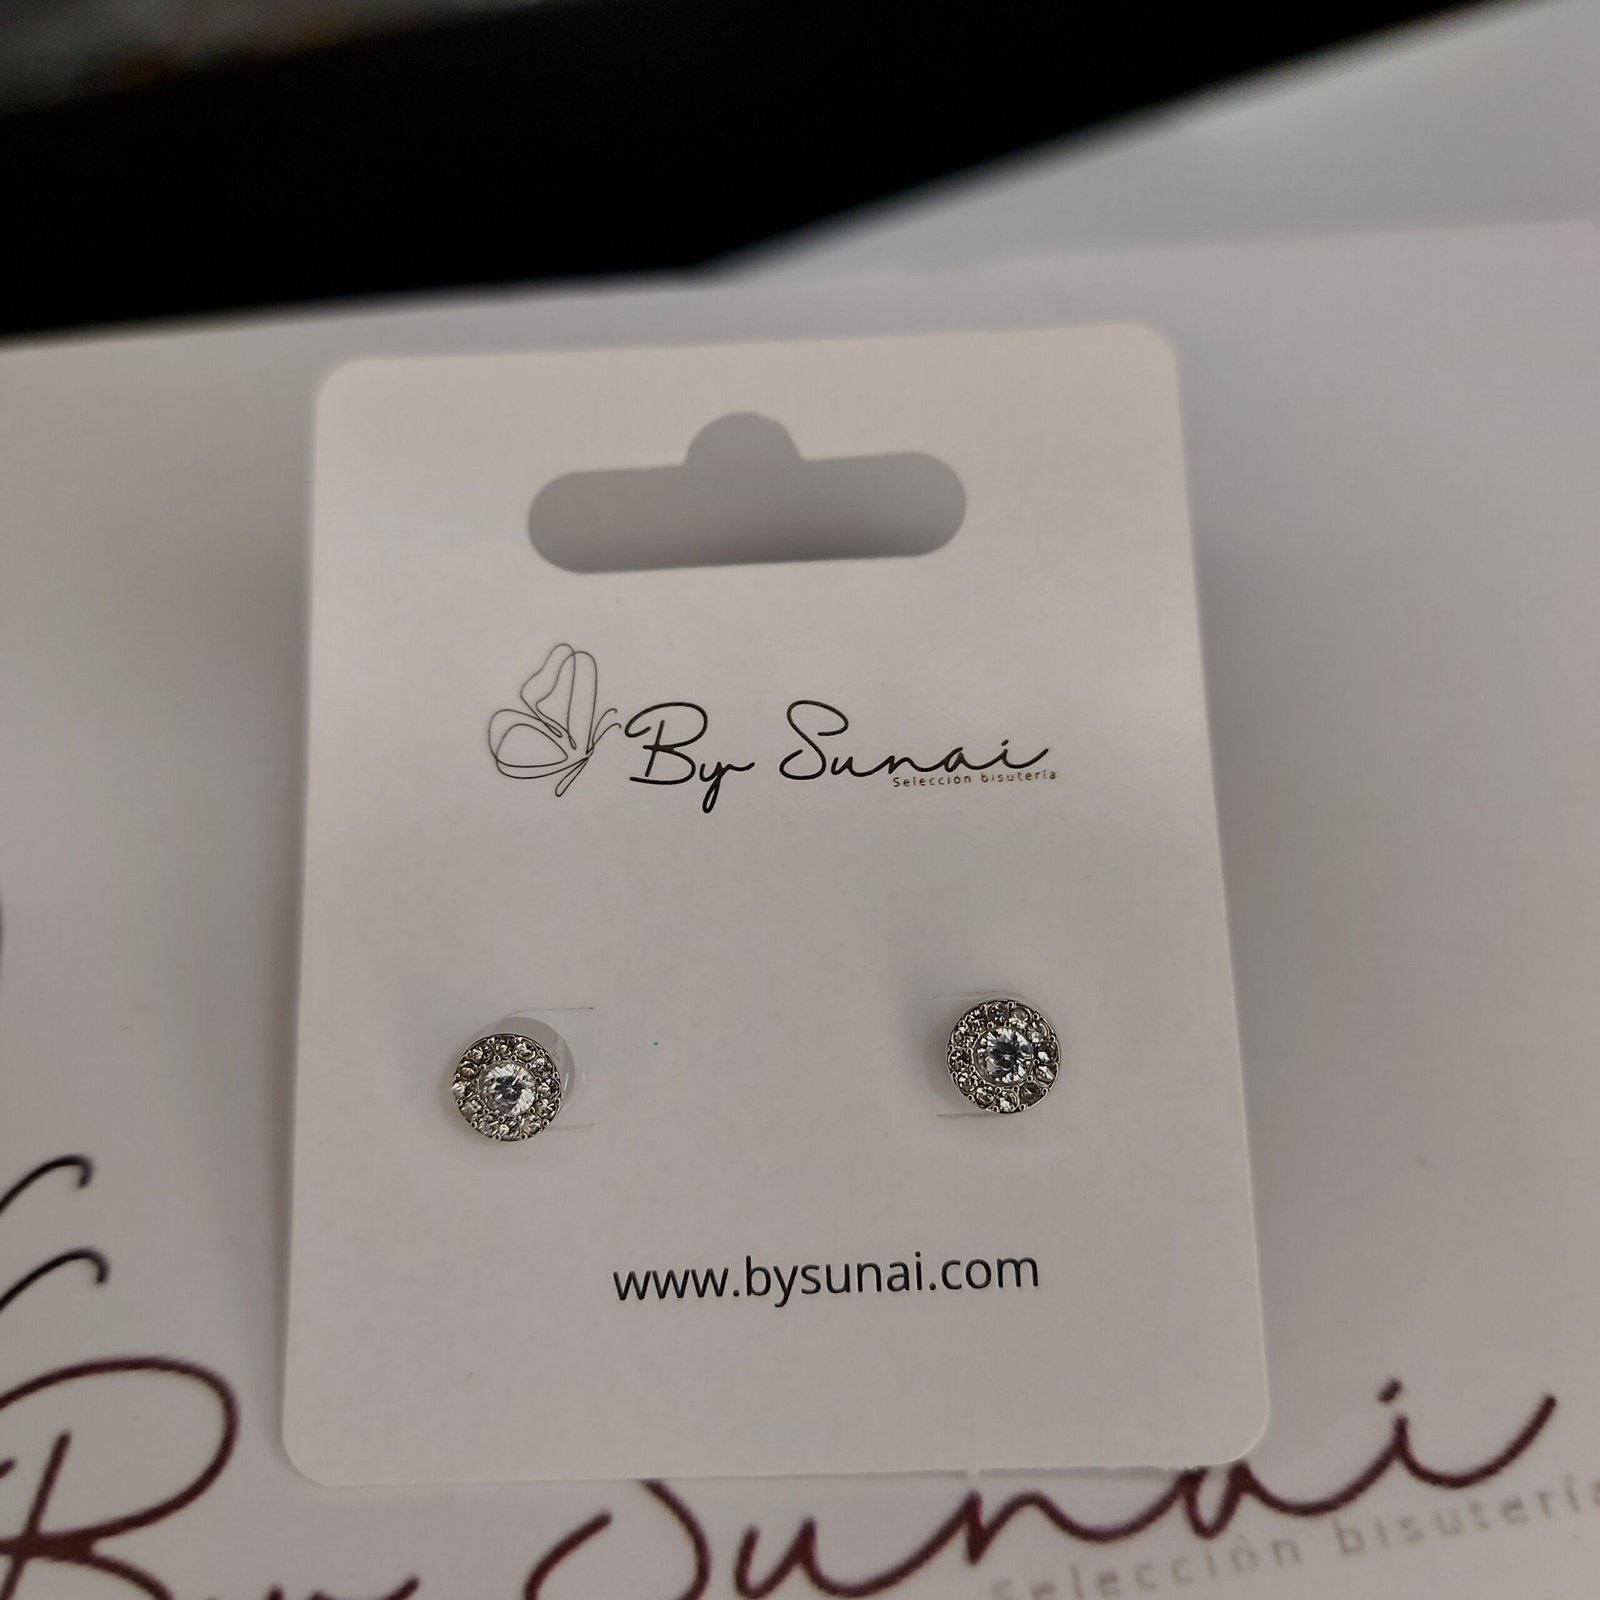 By Sunai
Selección bisutería
www.bysunai.com
By Sunai
Selección bisutería